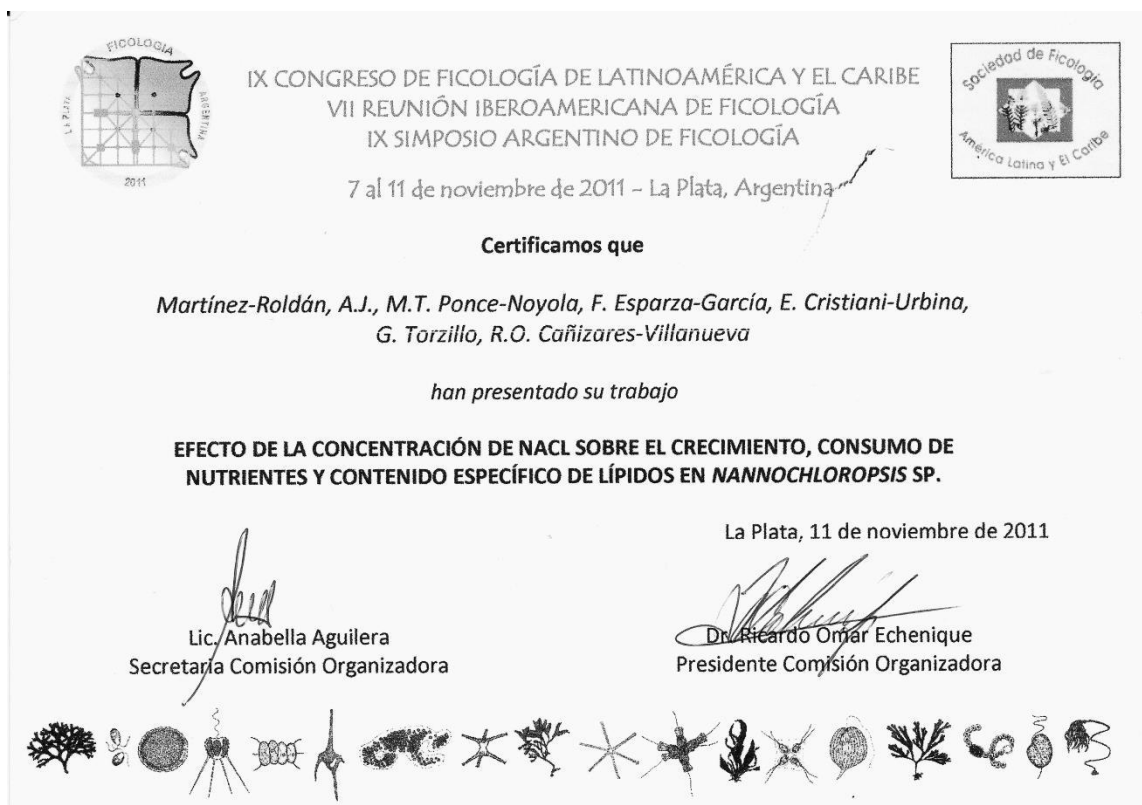 FICOLOGIA
LA PLATA
ARGENTINA
2011
IX CONGRESO DE FICOLOGÍA DE LATINOAMÉRICA Y EL CARIBE
VII REUNIÓN IBEROAMERICANA DE FICOLOGÍA
IX SIMPOSIO ARGENTINO DE FICOLOGÍA
7 al 11 de noviembre de 2011 – La Plata, Argentina
Sociedad de Ficología
América Latina y El Caribe
Certificamos que
Martínez-Roldán, A.J., M.T. Ponce-Noyola, F. Esparza-García, E. Cristiani-Urbina,
G. Torzillo, R.O. Cañizares-Villanueva
han presentado su trabajo
EFECTO DE LA CONCENTRACIÓN DE NACL SOBRE EL CRECIMIENTO, CONSUMO DE
NUTRIENTES Y CONTENIDO ESPECÍFICO DE LÍPIDOS EN NANNOCHLOROPSIS SP.
La Plata, 11 de noviembre de 2011
Lic. Anabella Aguilera
Secretaria Comisión Organizadora
Dr. Ricardo Omar Echenique
Presidente Comisión Organizadora